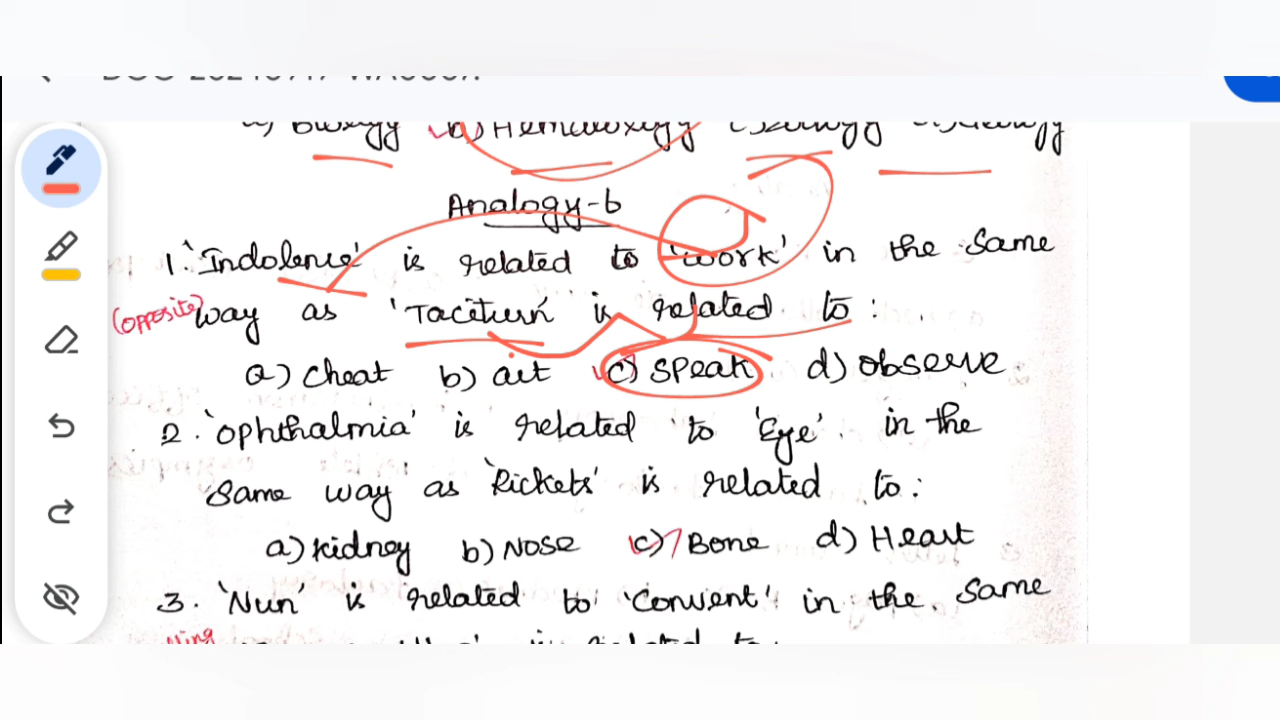 a) Biology b) Hematology
Analogy-b
1. 'Indolence' is related to 'work' in the same
(opposite) way as 'Taciturn' is related to :
a) cheat b) act c) speak d) observe
2. 'ophthalmia' is related to 'Eye' in the
same way as 'Rickets' is related to :
a) kidney b) NOSE c) Bone d) Heart
3. 'Nun' is related to 'Convent' in the same